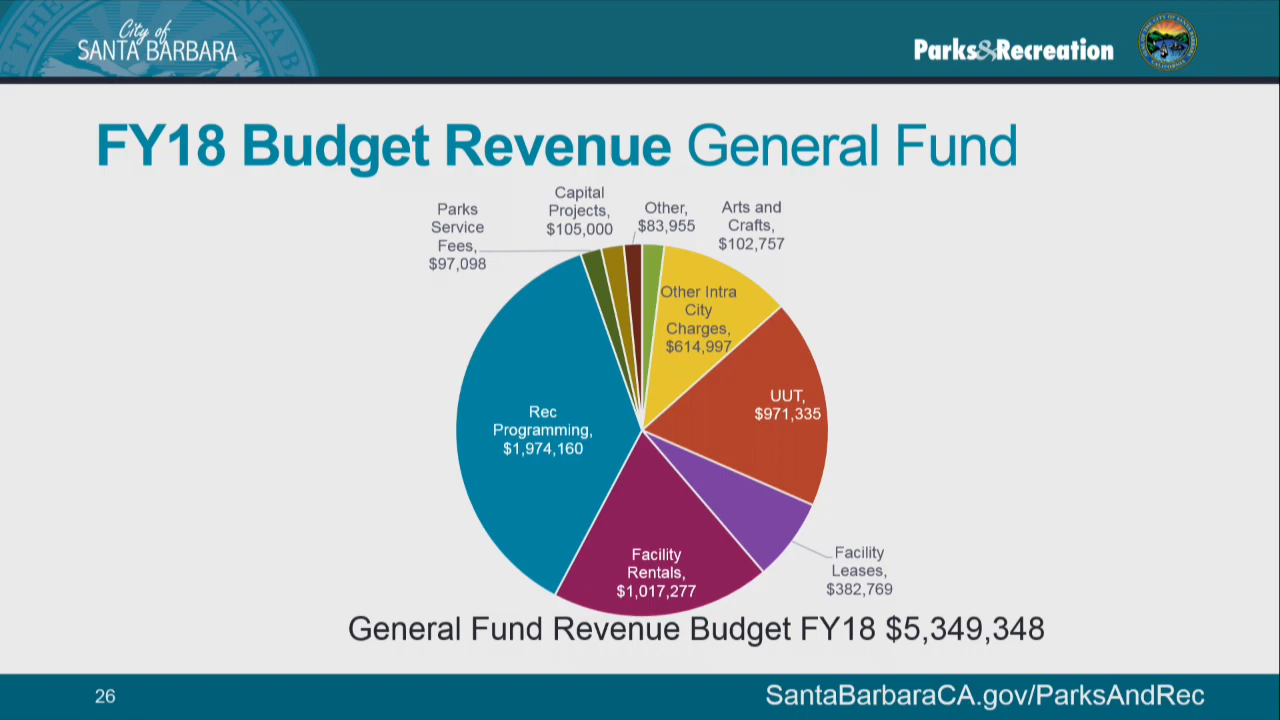 City of
SANTA BARBARA
Parks&Recreation
FY18 Budget Revenue General Fund
Parks
Service
Fees,
$97,098
Capital
Projects,
$105,000
Other,
$83,955
Arts and
Crafts,
$102,757
Other Intra
City
Charges,
$614,997
UUT,
$971,335
Rec
Programming,
$1,974,160
Facility
Rentals,
$1,017,277
Facility
Leases,
$382,769
General Fund Revenue Budget FY18 $5,349,348
26
SantaBarbaraCA.gov/ParksAndRec